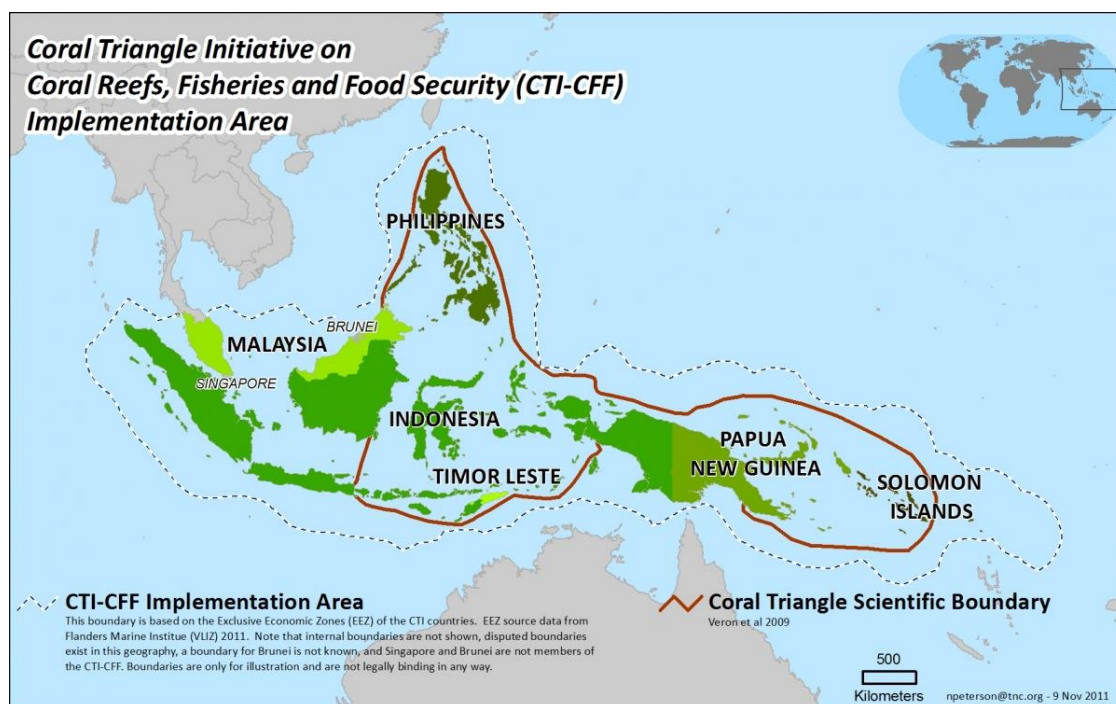 Coral Triangle Initiative on
Coral Reefs, Fisheries and Food Security (CTI-CFF)
Implementation Area
PHILIPPINES
BRUNEI
MALAYSIA
SINGAPORE
INDONESIA
PAPUA
NEW GUINEA
TIMOR LESTE
SOLOMON
ISLANDS
CTI-CFF Implementation Area
This boundary is based on the Exclusive Economic Zones (EEZ) of the CTI countries.  EEZ source data from
Flanders Marine Institue (VLIZ) 2011.  Note that internal boundaries are not shown, disputed boundaries
exist in this geography, a boundary for Brunei is not known, and Singapore and Brunei are not members of
the CTI-CFF. Boundaries are only for illustration and are not legally binding in any way.
Coral Triangle Scientific Boundary
Veron et al 2009
500
Kilometers
npeterson@tnc.org - 9 Nov 2011